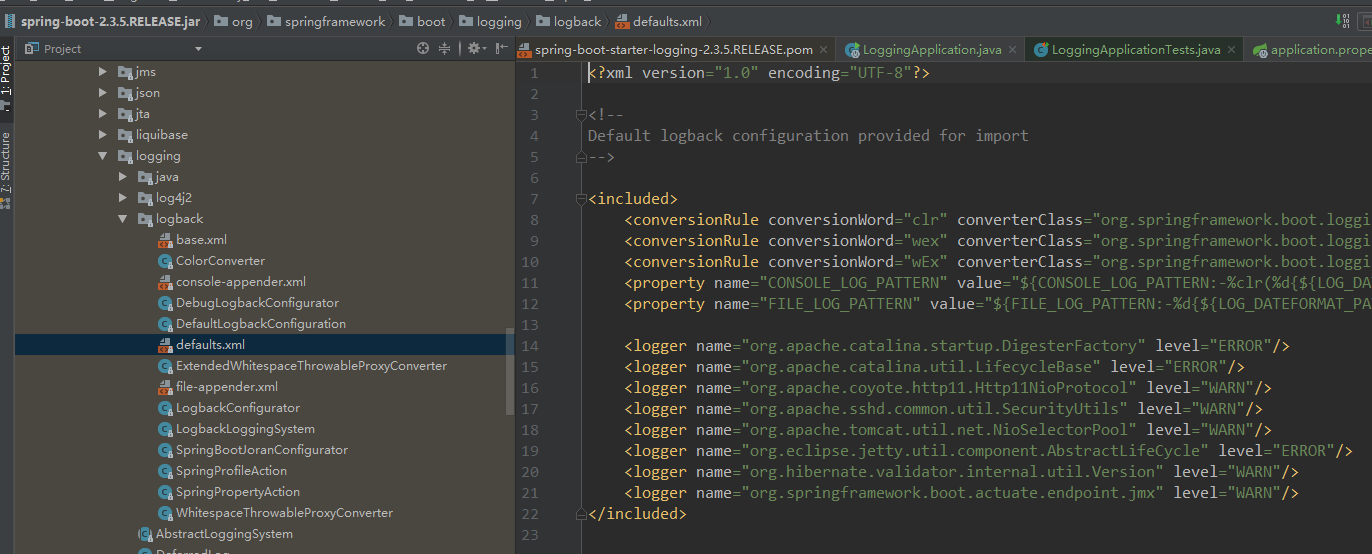 spring-boot-2.3.5.RELEASE.jar org springframework boot logging logback defaults.xml
1: Project
7: Structure
Project
jms
json
jta
liquibase
logging
java
log4j2
logback
base.xml
ColorConverter
console-appender.xml
DebugLogbackConfigurator
DefaultLogbackConfiguration
defaults.xml
ExtendedWhitespaceThrowableProxyConverter
file-appender.xml
LogbackConfigurator
LogbackLoggingSystem
SpringBootJoranConfigurator
SpringProfileAction
SpringPropertyAction
WhitespaceThrowableProxyConverter
AbstractLoggingSystem
DeferredLog
spring-boot-starter-logging-2.3.5.RELEASE.pom LoggingApplication.java LoggingApplicationTests.java application.prope
1 <?xml version="1.0" encoding="UTF-8"?>
2
3 <!--
4 Default logback configuration provided for import
5 -->
6
7 <included>
8 <conversionRule conversionWord="clr" converterClass="org.springframework.boot.loggi
9 <conversionRule conversionWord="wex" converterClass="org.springframework.boot.loggi
10 <conversionRule conversionWord="wEx" converterClass="org.springframework.boot.loggi
11 <property name="CONSOLE_LOG_PATTERN" value="${CONSOLE_LOG_PATTERN:-%clr(%d{${LOG_DA
12 <property name="FILE_LOG_PATTERN" value="${FILE_LOG_PATTERN:-%d{${LOG_DATEFORMAT_PA
13
14 <logger name="org.apache.catalina.startup.DigesterFactory" level="ERROR"/>
15 <logger name="org.apache.catalina.util.LifecycleBase" level="ERROR"/>
16 <logger name="org.apache.coyote.http11.Http11NioProtocol" level="WARN"/>
17 <logger name="org.apache.sshd.common.util.SecurityUtils" level="WARN"/>
18 <logger name="org.apache.tomcat.util.net.NioSelectorPool" level="WARN"/>
19 <logger name="org.eclipse.jetty.util.component.AbstractLifeCycle" level="ERROR"/>
20 <logger name="org.hibernate.validator.internal.util.Version" level="WARN"/>
21 <logger name="org.springframework.boot.actuate.endpoint.jmx" level="WARN"/>
22 </included>
23